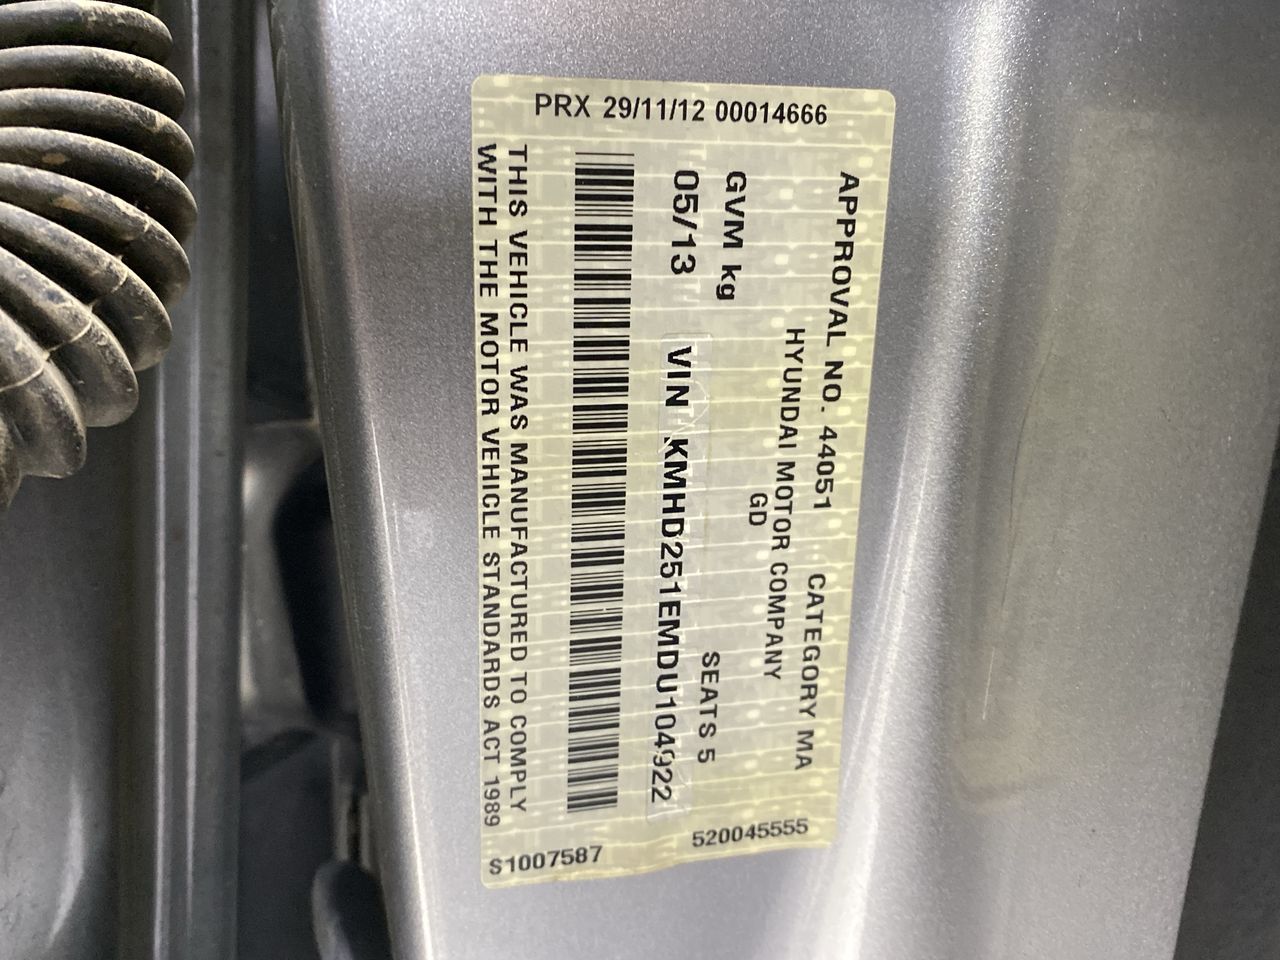 PRX 29/11/12 00014666
APPROVAL NO. 44051 CATEGORY MA
HYUNDAI MOTOR COMPANY
GD
GVM kg SEATS 5
05/13 VIN KMHD251EMDU104922
THIS VEHICLE WAS MANUFACTURED TO COMPLY
WITH THE MOTOR VEHICLE STANDARDS ACT 1989
S1007587 520045555